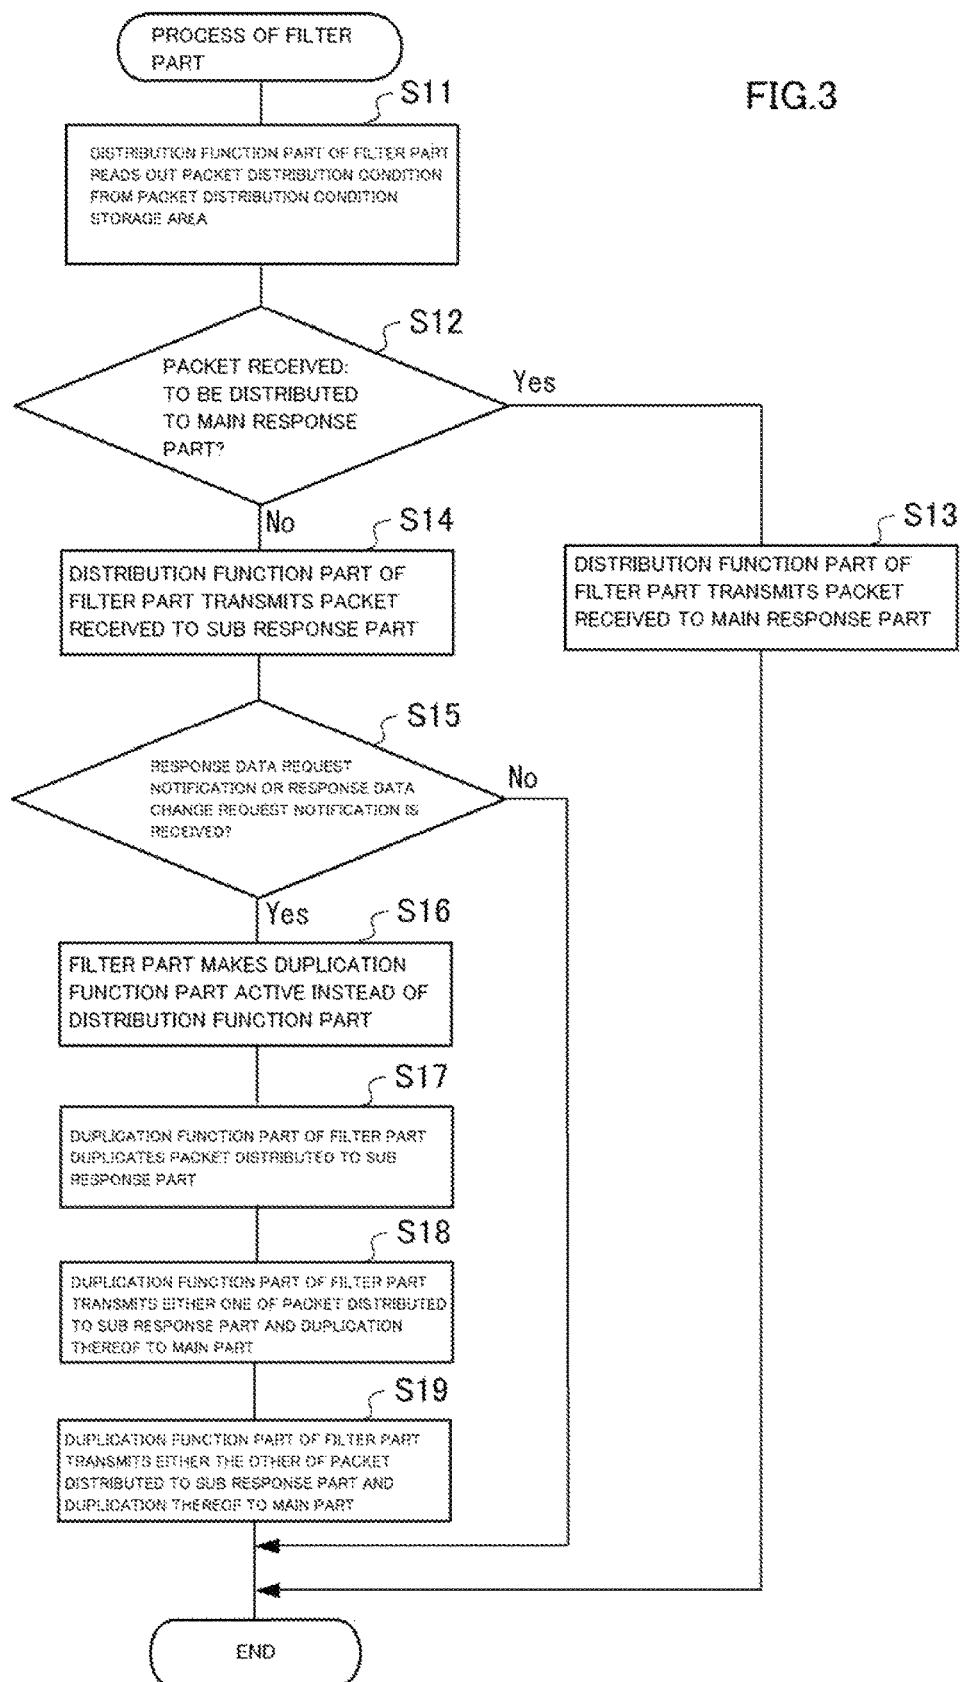 PROCESS OF FILTER
PART
FIG.3
S11
DISTRIBUTION FUNCTION PART OF FILTER PART
READS OUT PACKET DISTRIBUTION CONDITION
FROM PACKET DISTRIBUTION CONDITION
STORAGE AREA
S12
PACKET RECEIVED:
TO BE DISTRIBUTED
TO MAIN RESPONSE
PART?
Yes
No
S14
DISTRIBUTION FUNCTION PART OF
FILTER PART TRANSMITS PACKET
RECEIVED TO SUB RESPONSE PART
S13
DISTRIBUTION FUNCTION PART OF
FILTER PART TRANSMITS PACKET
RECEIVED TO MAIN RESPONSE PART
S15
RESPONSE DATA REQUEST
NOTIFICATION OR RESPONSE DATA
CHANGE REQUEST NOTIFICATION IS
RECEIVED?
No
Yes
S16
FILTER PART MAKES DUPLICATION
FUNCTION PART ACTIVE INSTEAD OF
DISTRIBUTION FUNCTION PART
S17
DUPLICATION FUNCTION PART OF FILTER PART
DUPLICATES PACKET DISTRIBUTED TO SUB
RESPONSE PART
S18
DUPLICATION FUNCTION PART OF FILTER PART
TRANSMITS EITHER ONE OF PACKET DISTRIBUTED
TO SUB RESPONSE PART AND DUPLICATION
THEREOF TO MAIN PART
S19
DUPLICATION FUNCTION PART OF FILTER PART
TRANSMITS EITHER THE OTHER OF PACKET
DISTRIBUTED TO SUB RESPONSE PART AND
DUPLICATION THEREOF TO MAIN PART
END